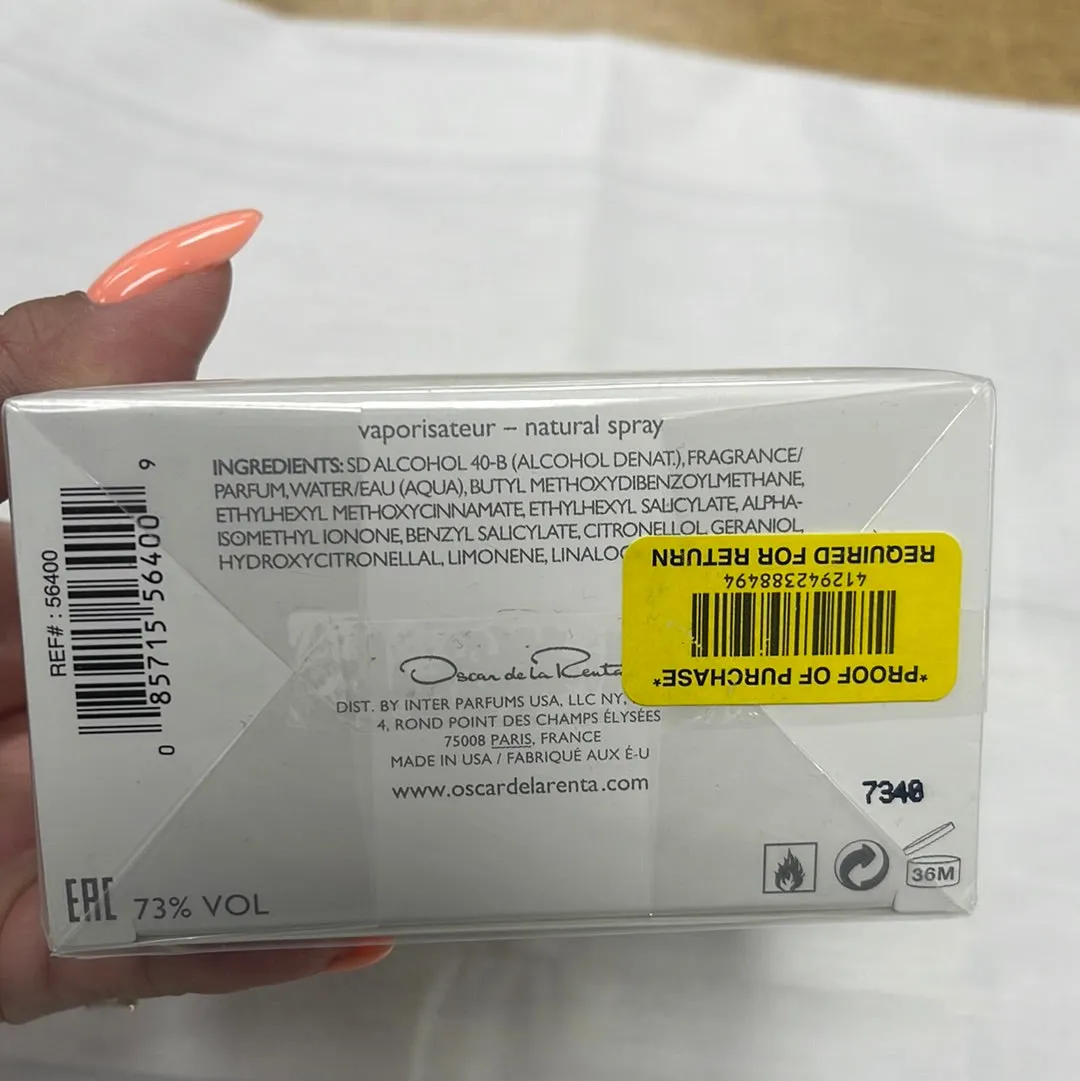 vaporisateur – natural spray
INGREDIENTS: SD ALCOHOL 40-B (ALCOHOL DENAT.), FRAGRANCE/
PARFUM, WATER/EAU (AQUA), BUTYL METHOXYDIBENZOYLMETHANE,
ETHYLHEXYL METHOXYCINNAMATE, ETHYLHEXYL SALICYLATE, ALPHA-
ISOMETHYL IONONE, BENZYL SALICYLATE, CITRONELLOL, GERANIOL,
HYDROXYCITRONELLAL, LIMONENE,
REF# : 56400
0 85715 56400 9
*PROOF OF PURCHASE*
412942388494
REQUIRED FOR RETURN
Oscar de la Renta
DIST. BY INTER PARFUMS USA, LLC NY,
4, ROND POINT DES CHAMPS ÉLYSÉES
75008 PARIS, FRANCE
MADE IN USA / FABRIQUÉ AUX É-U
www.oscardelarenta.com
7340
36M
EAC 73% VOL